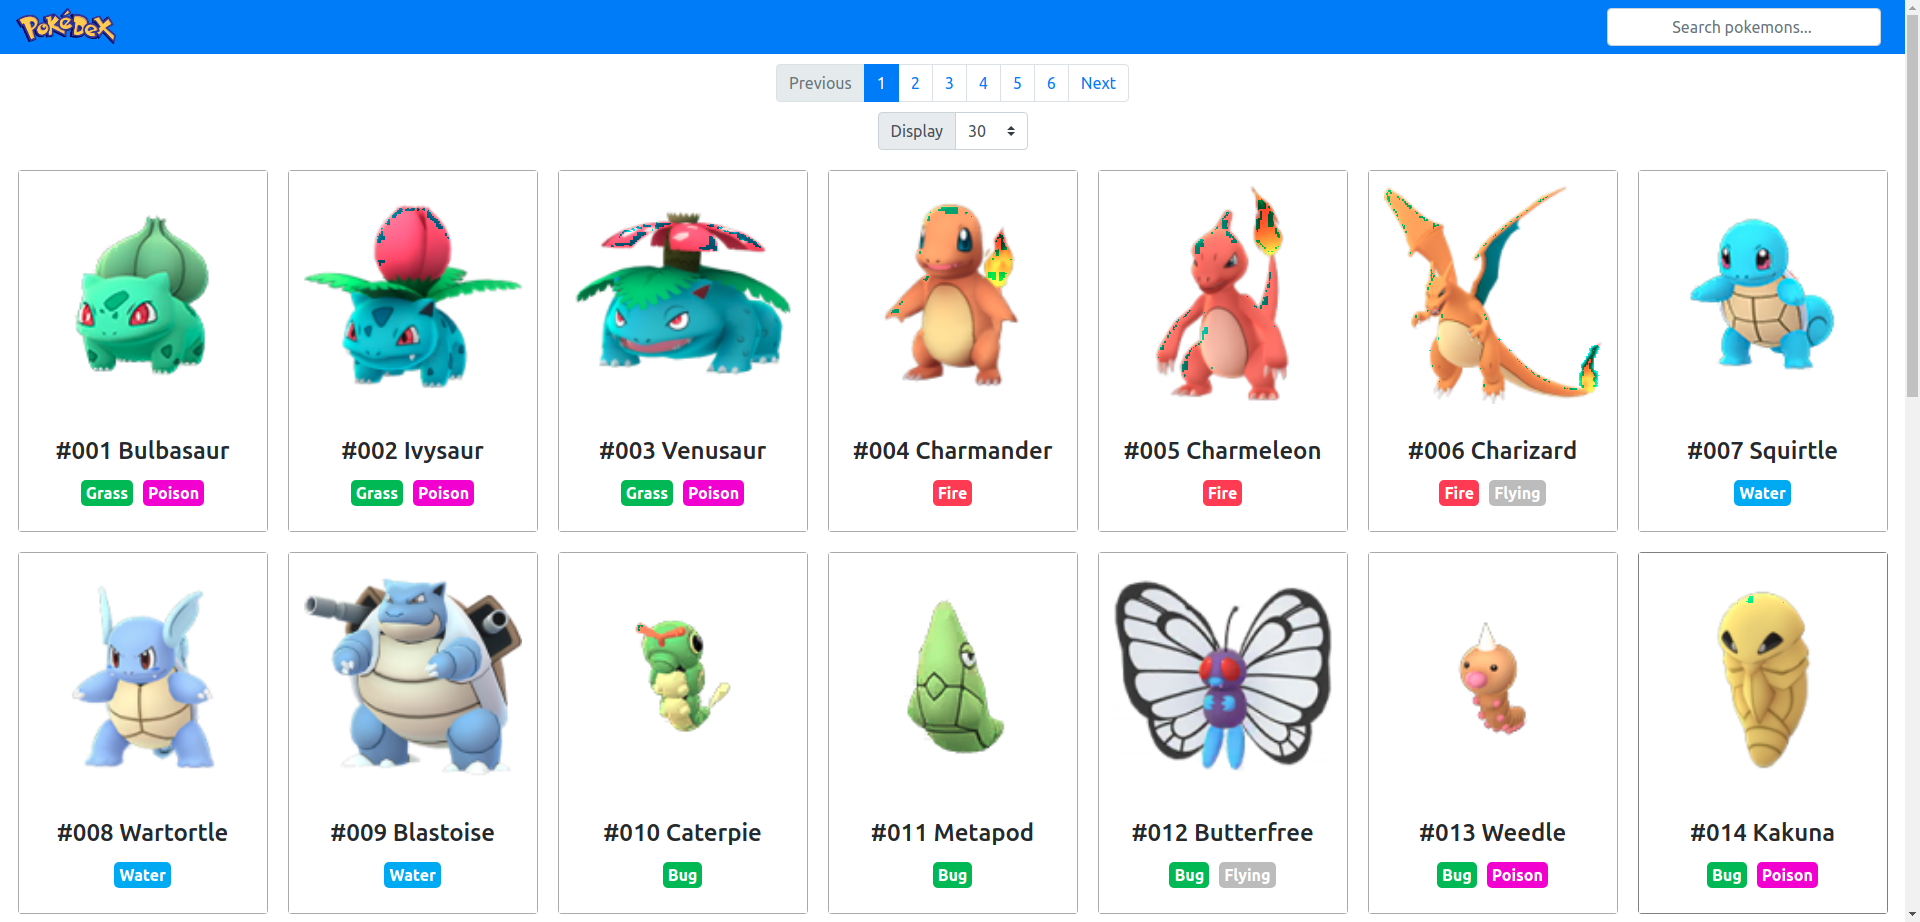 PokéDex
Search pokemons...
Previous 1 2 3 4 5 6 Next
Display 30
#001 Bulbasaur
Grass Poison
#002 Ivysaur
Grass Poison
#003 Venusaur
Grass Poison
#004 Charmander
Fire
#005 Charmeleon
Fire
#006 Charizard
Fire Flying
#007 Squirtle
Water
#008 Wartortle
Water
#009 Blastoise
Water
#010 Caterpie
Bug
#011 Metapod
Bug
#012 Butterfree
Bug Flying
#013 Weedle
Bug Poison
#014 Kakuna
Bug Poison